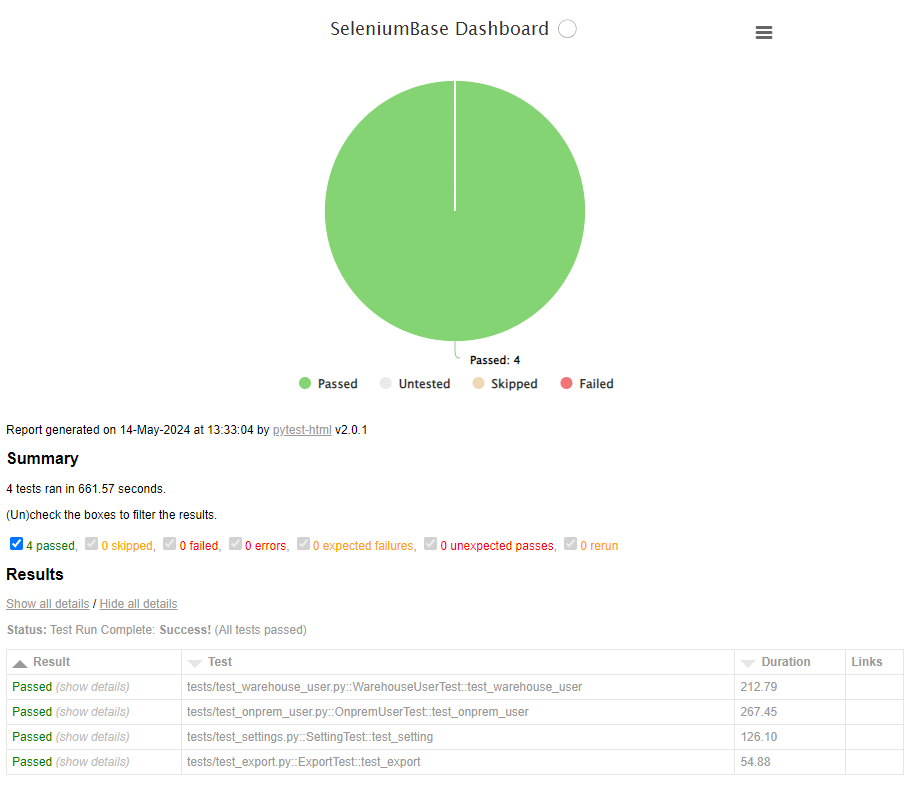 SeleniumBase Dashboard
Passed: 4
Passed Untested Skipped Failed
Report generated on 14-May-2024 at 13:33:04 by pytest-html v2.0.1
Summary
4 tests ran in 661.57 seconds.
(Un)check the boxes to filter the results.
4 passed, 0 skipped, 0 failed, 0 errors, 0 expected failures, 0 unexpected passes, 0 rerun
Results
Show all details / Hide all details
Status: Test Run Complete: Success! (All tests passed)
Result Test Duration Links
Passed (show details) tests/test_warehouse_user.py::WarehouseUserTest::test_warehouse_user 212.79
Passed (show details) tests/test_onprem_user.py::OnpremUserTest::test_onprem_user 267.45
Passed (show details) tests/test_settings.py::SettingTest::test_setting 126.10
Passed (show details) tests/test_export.py::ExportTest::test_export 54.88